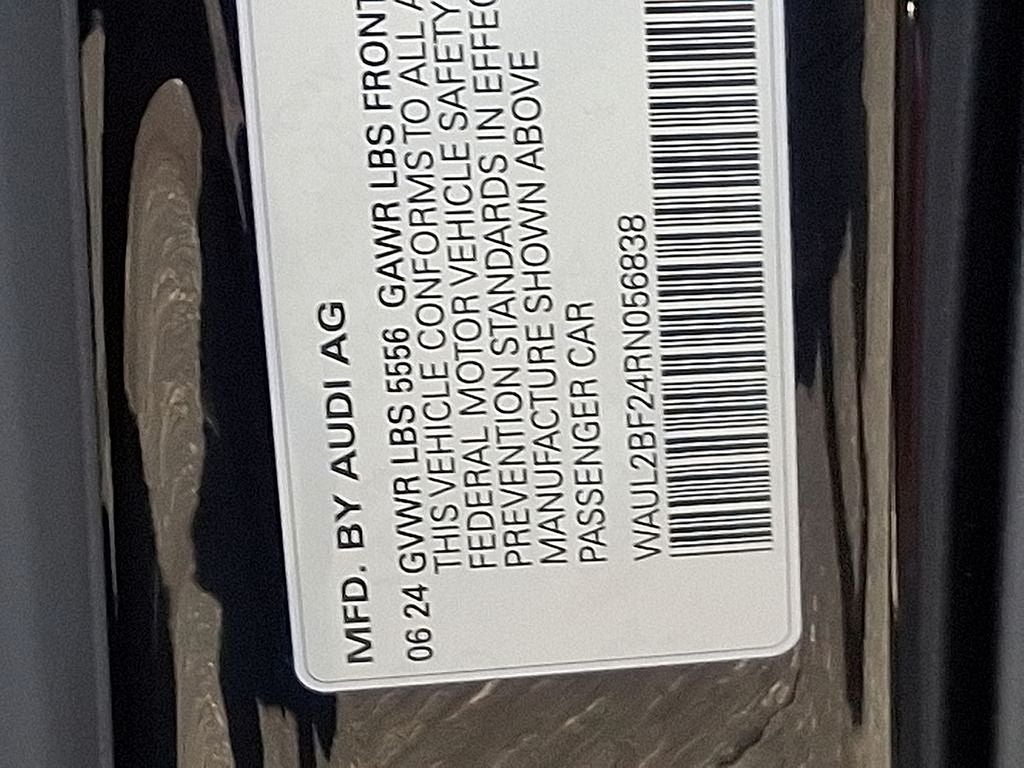 MFD. BY AUDI AG
06 24 GVWR LBS 5556 GAWR LBS FRONT
THIS VEHICLE CONFORMS TO ALL A
FEDERAL MOTOR VEHICLE SAFETY
PREVENTION STANDARDS IN EFFEC
MANUFACTURE SHOWN ABOVE
PASSENGER CAR
WAUL2BF24RN056838